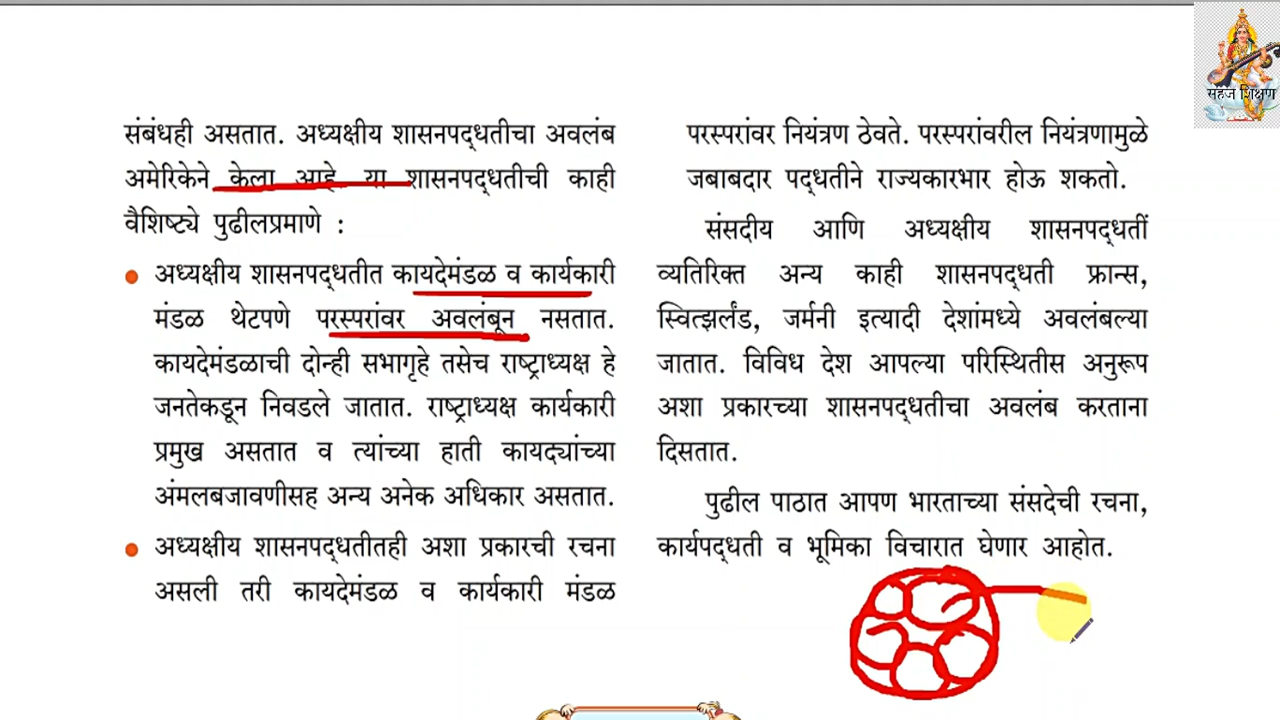 संबंधही असतात. अध्यक्षीय शासनपद्धतीचा अवलंब
अमेरिकेने केला आहे. या शासनपद्धतीची काही
वैशिष्ट्ये पुढीलप्रमाणे :
● अध्यक्षीय शासनपद्धतीत कायदेमंडळ व कार्यकारी
मंडळ थेटपणे परस्परांवर अवलंबून नसतात.
कायदेमंडळाची दोन्ही सभागृहे तसेच राष्ट्राध्यक्ष हे
जनतेकडून निवडले जातात. राष्ट्राध्यक्ष कार्यकारी
प्रमुख असतात व त्यांच्या हाती कायद्यांच्या
अंमलबजावणीसह अन्य अनेक अधिकार असतात.
● अध्यक्षीय शासनपद्धतीतही अशा प्रकारची रचना
असली तरी कायदेमंडळ व कार्यकारी मंडळ
परस्परांवर नियंत्रण ठेवते. परस्परांवरील नियंत्रणामुळे
जबाबदार पद्धतीने राज्यकारभार होऊ शकतो.
संसदीय आणि अध्यक्षीय शासनपद्धतीं
व्यतिरिक्त अन्य काही शासनपद्धती फ्रान्स,
स्वित्झर्लंड, जर्मनी इत्यादी देशांमध्ये अवलंबल्या
जातात. विविध देश आपल्या परिस्थितीस अनुरूप
अशा प्रकारच्या शासनपद्धतीचा अवलंब करताना
दिसतात.
पुढील पाठात आपण भारताच्या संसदेची रचना,
कार्यपद्धती व भूमिका विचारात घेणार आहोत.
सहज शिक्षण